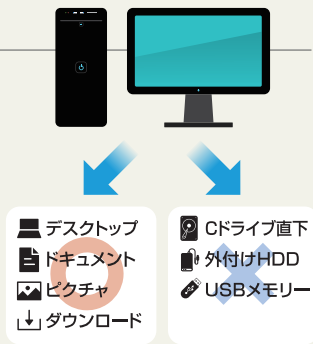 デスクトップ
ドキュメント
ピクチャ
ダウンロード
Cドライブ直下
外付けHDD
USBメモリー